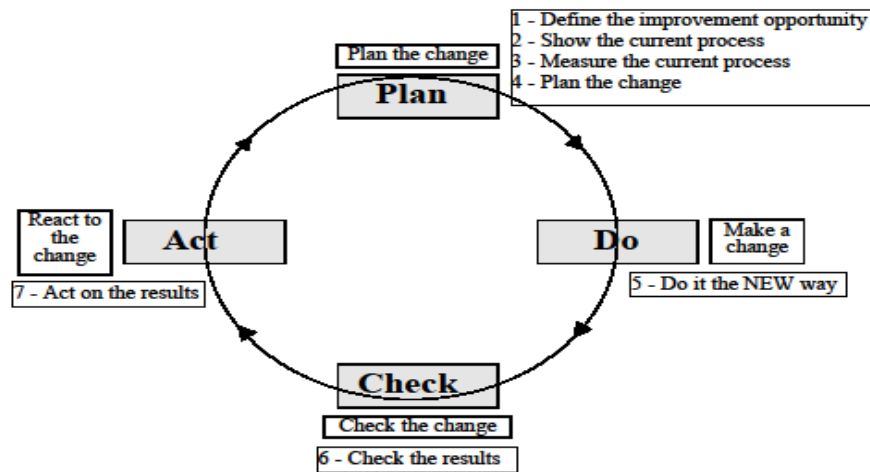 1 - Define the improvement opportunity
2 - Show the current process
3 - Measure the current process
4 - Plan the change
Plan the change
Plan
React to
the
change
Act
Do
Make a
change
7 - Act on the results
5 - Do it the NEW way
Check
Check the change
6 - Check the results